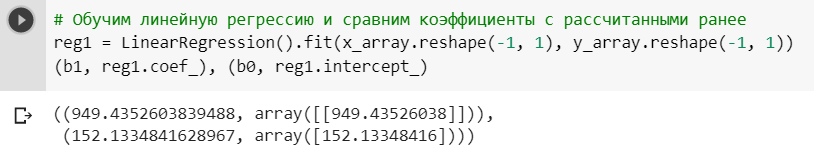 # Обучим линейную регрессию и сравним коэффициенты с рассчитанными ранее
reg1 = LinearRegression().fit(x_array.reshape(-1, 1), y_array.reshape(-1, 1))
(b1, reg1.coef_), (b0, reg1.intercept_)
((949.4352603839488, array([[949.43526038]])),
(152.1334841628967, array([152.13348416])))